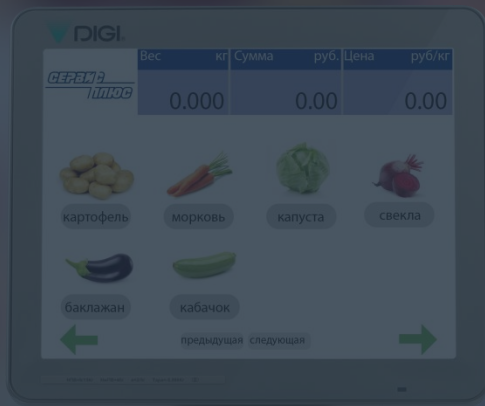 DIGI
СЕРВИС ПЛЮС
Вес кг Сумма руб. Цена руб/кг
0.000 0.00 0.00
картофель морковь капуста свекла
баклажан кабачок
предыдущая следующая